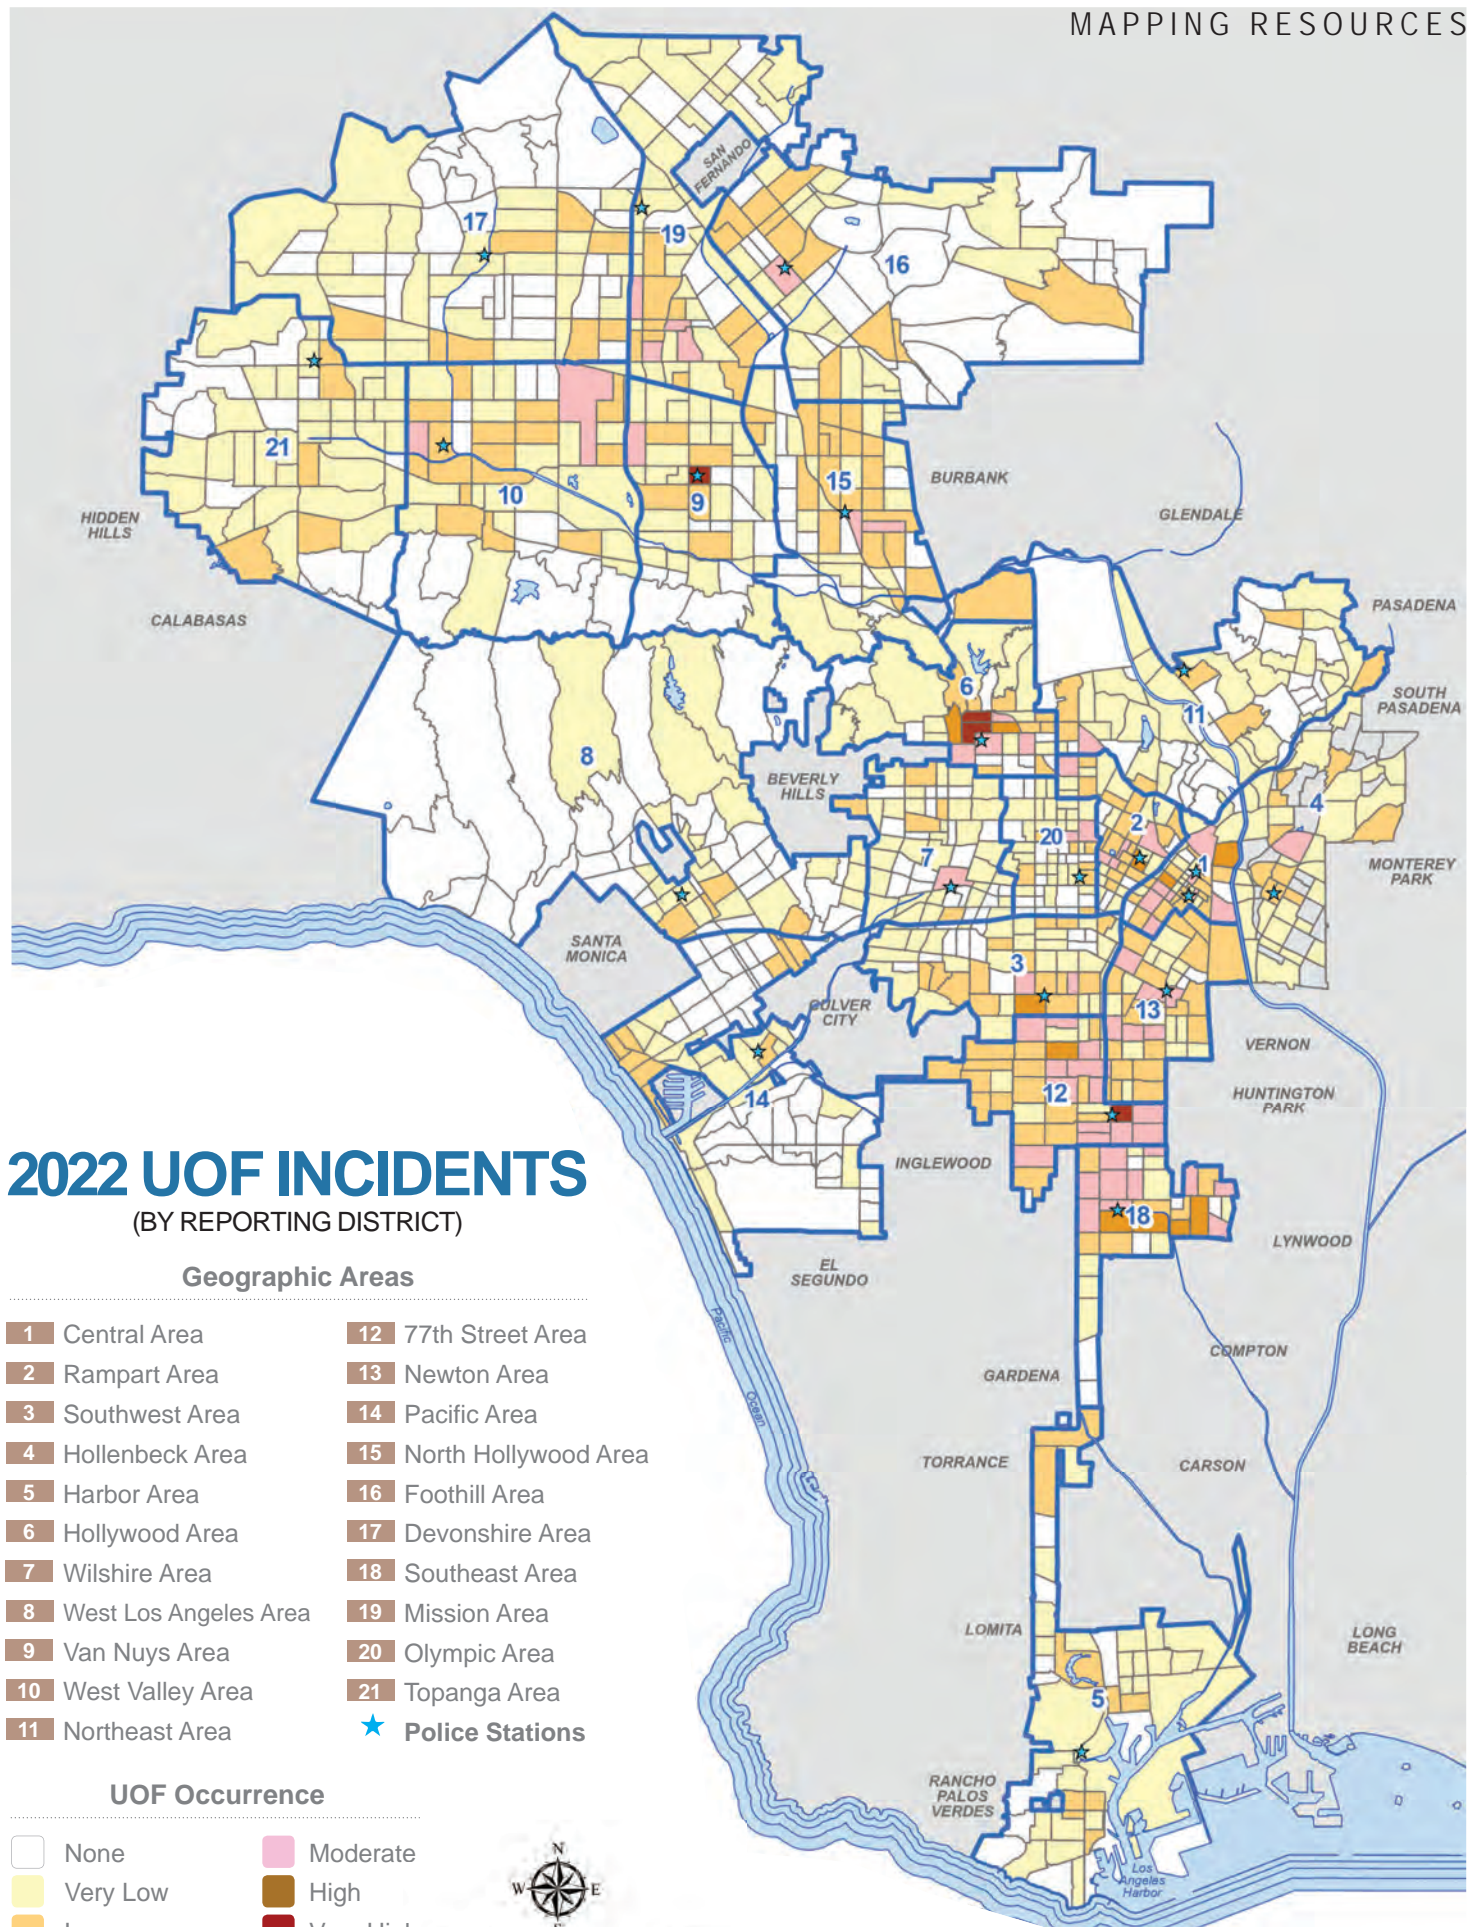 MAPPING RESOURCES
SAN
FERNANDO
17
19
16
21
10
9
15
BURBANK
GLENDALE
HIDDEN
HILLS
CALABASAS
PASADENA
SOUTH
PASADENA
6
11
8
BEVERLY
HILLS
4
2
20
7
1
MONTEREY
PARK
SANTA
MONICA
3
CULVER
CITY
13
VERNON
14
12
HUNTINGTON
PARK
INGLEWOOD
18
LYNWOOD
EL
SEGUNDO
Pacific
Ocean
COMPTON
GARDENA
TORRANCE
CARSON
LOMITA
LONG
BEACH
5
RANCHO
PALOS
VERDES
Los
Angeles
Harbor
2022 UOF INCIDENTS
(BY REPORTING DISTRICT)
Geographic Areas
1 Central Area
2 Rampart Area
3 Southwest Area
4 Hollenbeck Area
5 Harbor Area
6 Hollywood Area
7 Wilshire Area
8 West Los Angeles Area
9 Van Nuys Area
10 West Valley Area
11 Northeast Area
12 77th Street Area
13 Newton Area
14 Pacific Area
15 North Hollywood Area
16 Foothill Area
17 Devonshire Area
18 Southeast Area
19 Mission Area
20 Olympic Area
21 Topanga Area
Police Stations
UOF Occurrence
None
Very Low
Moderate
High
N
W E